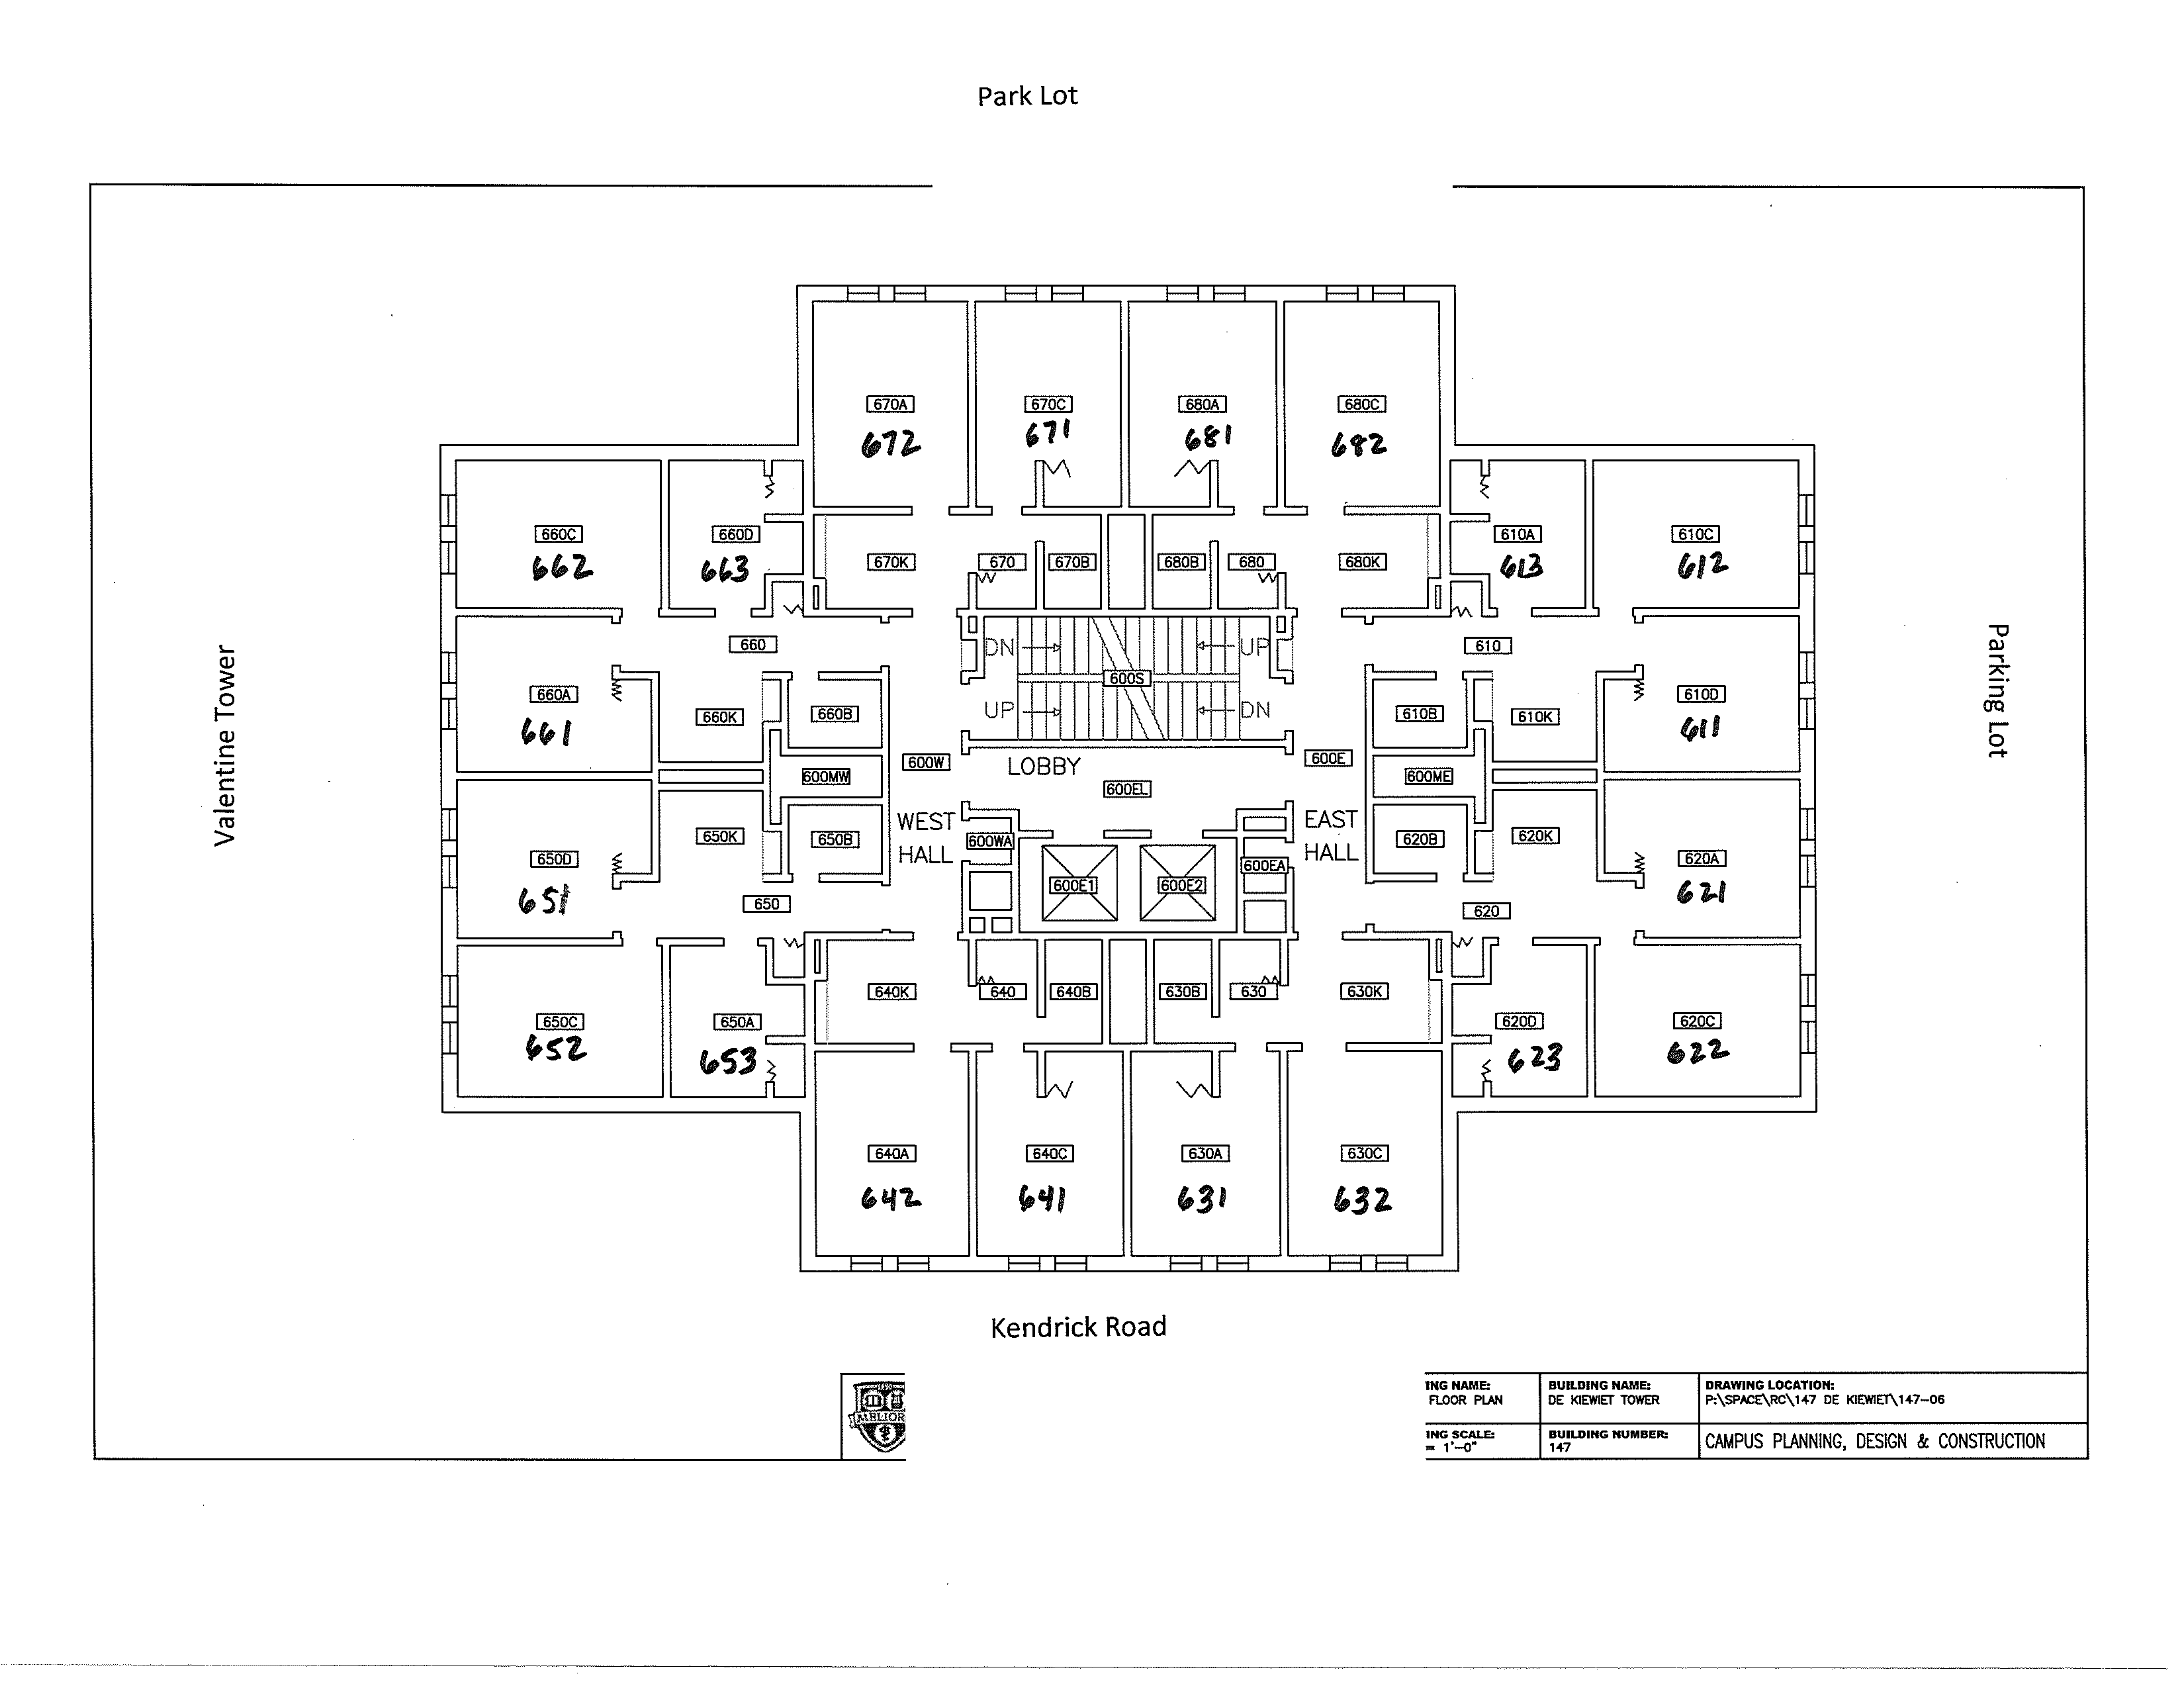 Park Lot
670A 670C 680A 680C
672 671 681 682
660C 660D 610A 610C
662 663 613 612
670K 670 670B 680B 680 680K
660 DN UP 610
600S
660A 610D
661 611
660K 660B UP DN 610B 610K
Valentine Tower
Parking Lot
600W LOBBY 600E
600MW 600EL 600ME
WEST HALL
EAST HALL
650K 650B 600WA 600EA 620B 620K
650D 600E1 600E2 620A
651 621
650 620
640K 640 640B 630B 630 630K
650C 650A 620D 620C
652 653 623 622
640A 640C 630A 630C
642 641 631 632
Kendrick Road
MELIOR
ING NAME: BUILDING NAME: DRAWING LOCATION:
FLOOR PLAN DE KIEWIET TOWER P:\SPACE\RC\147 DE KIEWIET\147-06
ING SCALE: BUILDING NUMBER: CAMPUS PLANNING, DESIGN & CONSTRUCTION
= 1'-0" 147